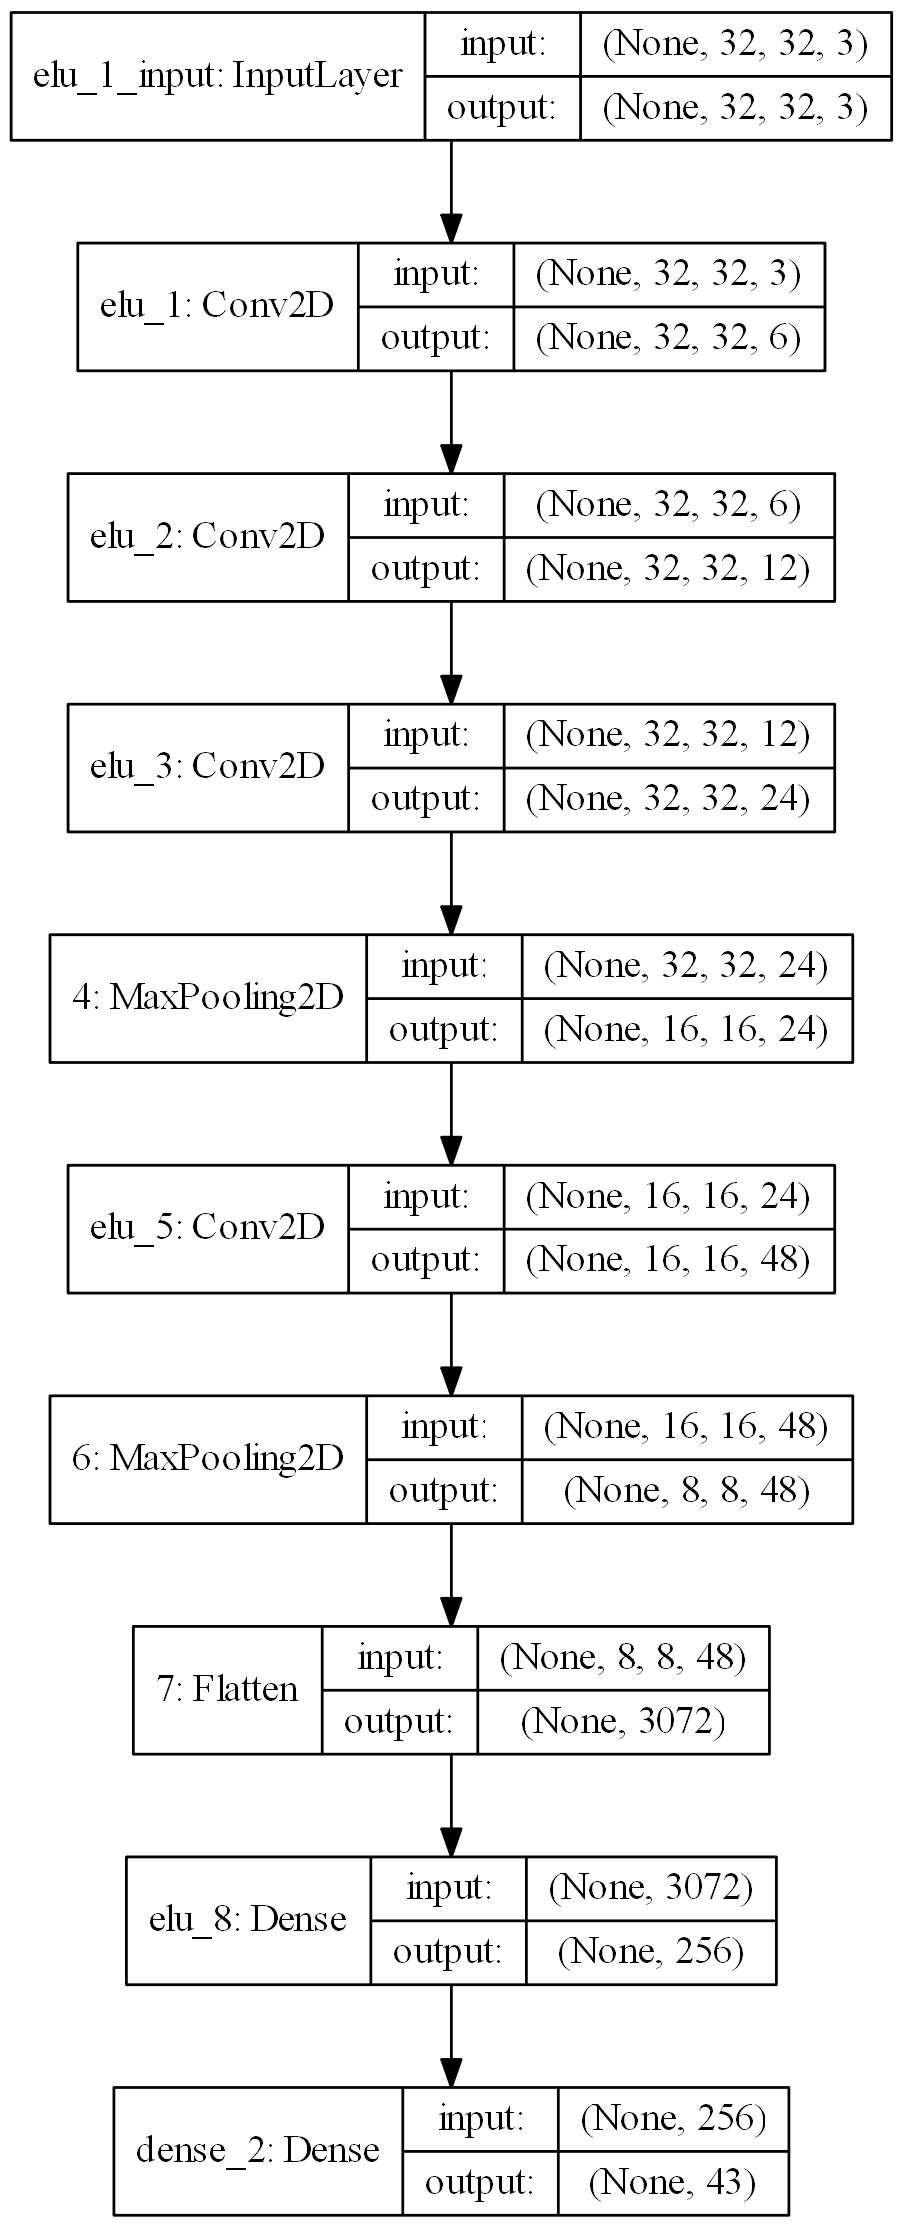 elu_1_input: InputLayer
input: (None, 32, 32, 3)
output: (None, 32, 32, 3)
elu_1: Conv2D
input: (None, 32, 32, 3)
output: (None, 32, 32, 6)
elu_2: Conv2D
input: (None, 32, 32, 6)
output: (None, 32, 32, 12)
elu_3: Conv2D
input: (None, 32, 32, 12)
output: (None, 32, 32, 24)
4: MaxPooling2D
input: (None, 32, 32, 24)
output: (None, 16, 16, 24)
elu_5: Conv2D
input: (None, 16, 16, 24)
output: (None, 16, 16, 48)
6: MaxPooling2D
input: (None, 16, 16, 48)
output: (None, 8, 8, 48)
7: Flatten
input: (None, 8, 8, 48)
output: (None, 3072)
elu_8: Dense
input: (None, 3072)
output: (None, 256)
dense_2: Dense
input: (None, 256)
output: (None, 43)